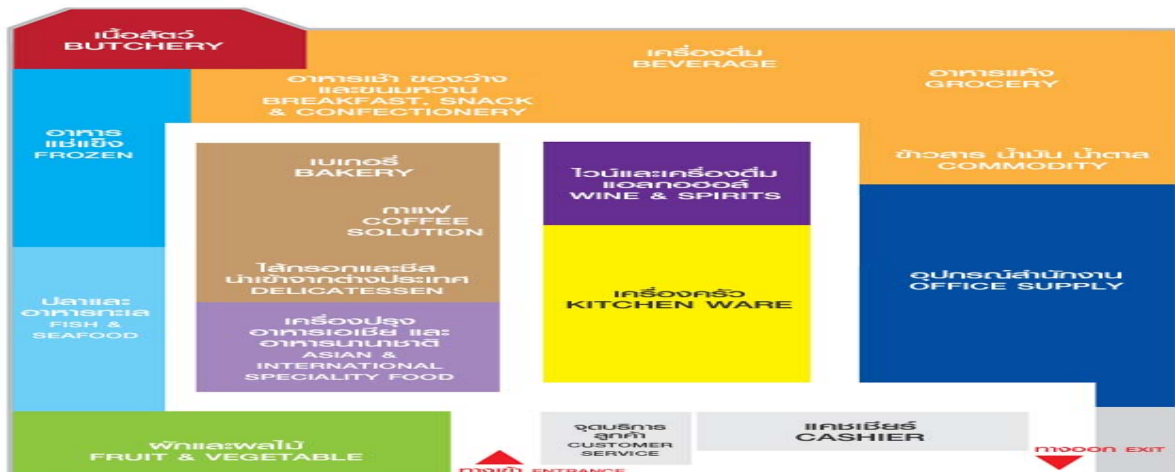 เนื้อสัตว์
BUTCHERY
อาหารเช้า ของว่าง
และขนมหวาน
BREAKFAST, SNACK
& CONFECTIONERY
เครื่องดื่ม
BEVERAGE
อาหารแห้ง
GROCERY
ข้าวสาร น้ำมัน น้ำตาล
COMMODITY
อาหาร
แช่แข็ง
FROZEN
เบเกอรี่
BAKERY
กาแฟ
COFFEE
SOLUTION
ไส้กรอกและชีส
นำเข้าจากต่างประเทศ
DELICATESSEN
ไวน์และเครื่องดื่ม
แอลกอฮอล์
WINE & SPIRITS
ปลาและ
อาหารทะเล
FISH &
SEAFOOD
เครื่องปรุง
อาหารเอเชีย และ
อาหารนานาชาติ
ASIAN &
INTERNATIONAL
SPECIALITY FOOD
เครื่องครัว
KITCHEN WARE
อุปกรณ์สำนักงาน
OFFICE SUPPLY
ผักและผลไม้
FRUIT & VEGETABLE
ทางเข้า ENTRANCE
จุดบริการ
ลูกค้า
CUSTOMER
SERVICE
แคชเชียร์
CASHIER
ทางออก EXIT